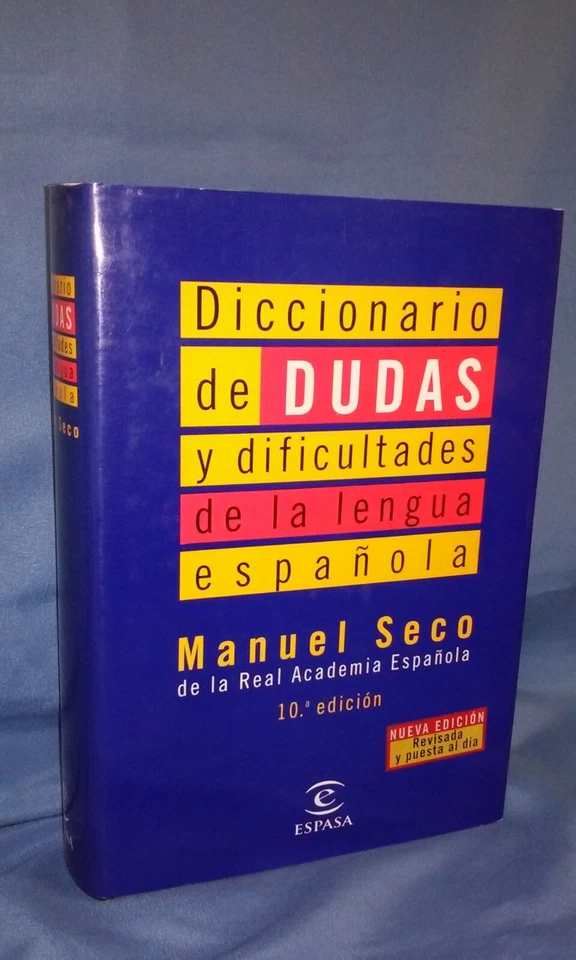 Diccionario
de DUDAS
y dificultades
de la lengua
española
Manuel Seco
de la Real Academia Española
10.ª edición
NUEVA EDICIÓN
Revisada
y puesta al día
e
ESPASA
Seco